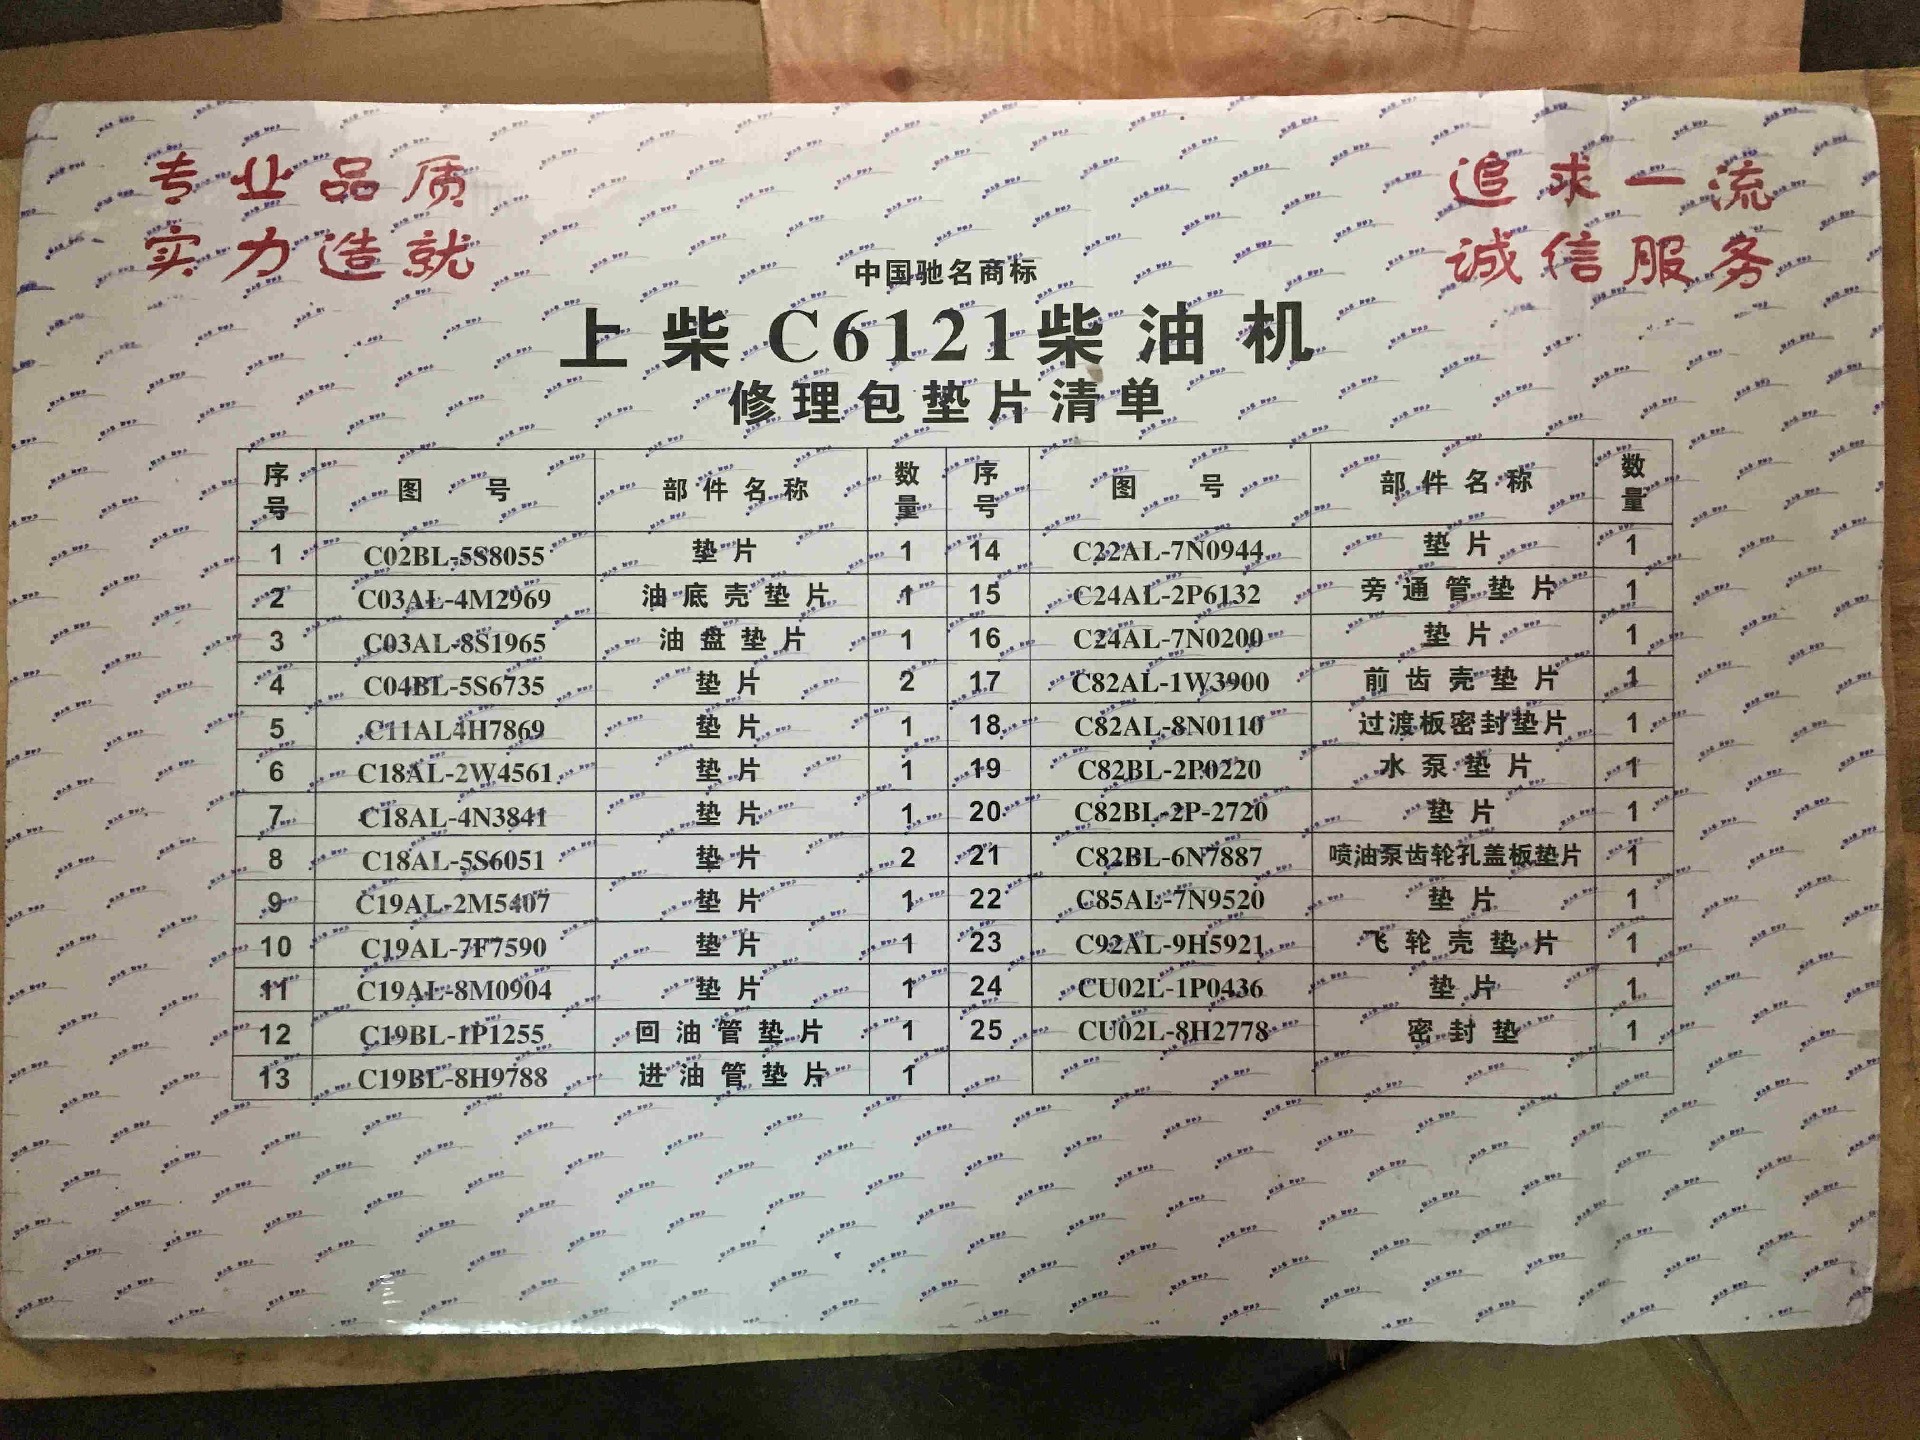 专业品质
实力造就
追求一流
诚信服务
中国驰名商标
上柴C6121柴油机
修理包垫片清单
序号 图号 部件名称 数量 序号 图号 部件名称 数量
1 C02BL-5S8055 垫片 1 14 C22AL-7N0944 垫片 1
2 C03AL-4M2969 油底壳垫片 1 15 C24AL-2P6132 旁通管垫片 1
3 C03AL-8S1965 油盘垫片 1 16 C24AL-7N0200 垫片 1
4 C04BL-5S6735 垫片 2 17 C82AL-1W3900 前齿壳垫片 1
5 C11AL4H7869 垫片 1 18 C82AL-8N0110 过渡板密封垫片 1
6 C18AL-2W4561 垫片 1 19 C82BL-2P0220 水泵垫片 1
7 C18AL-4N3841 垫片 1 20 C82BL-2P-2720 垫片 1
8 C18AL-5S6051 垫片 2 21 C82BL-6N7887 喷油泵齿轮孔盖板垫片 1
9 C19AL-2M5407 垫片 1 22 C85AL-7N9520 垫片 1
10 C19AL-7F7590 垫片 1 23 C92AL-9H5921 飞轮壳垫片 1
11 C19AL-8M0904 垫片 1 24 CU02L-1P0436 垫片 1
12 C19BL-1P1255 回油管垫片 1 25 CU02L-8H2778 密封垫 1
13 C19BL-8H9788 进油管垫片 1